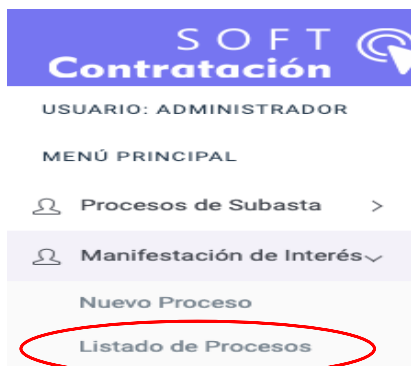 SOFT
Contratación
USUARIO: ADMINISTRADOR
MENÚ PRINCIPAL
Procesos de Subasta
Manifestación de Interés
Nuevo Proceso
Listado de Procesos